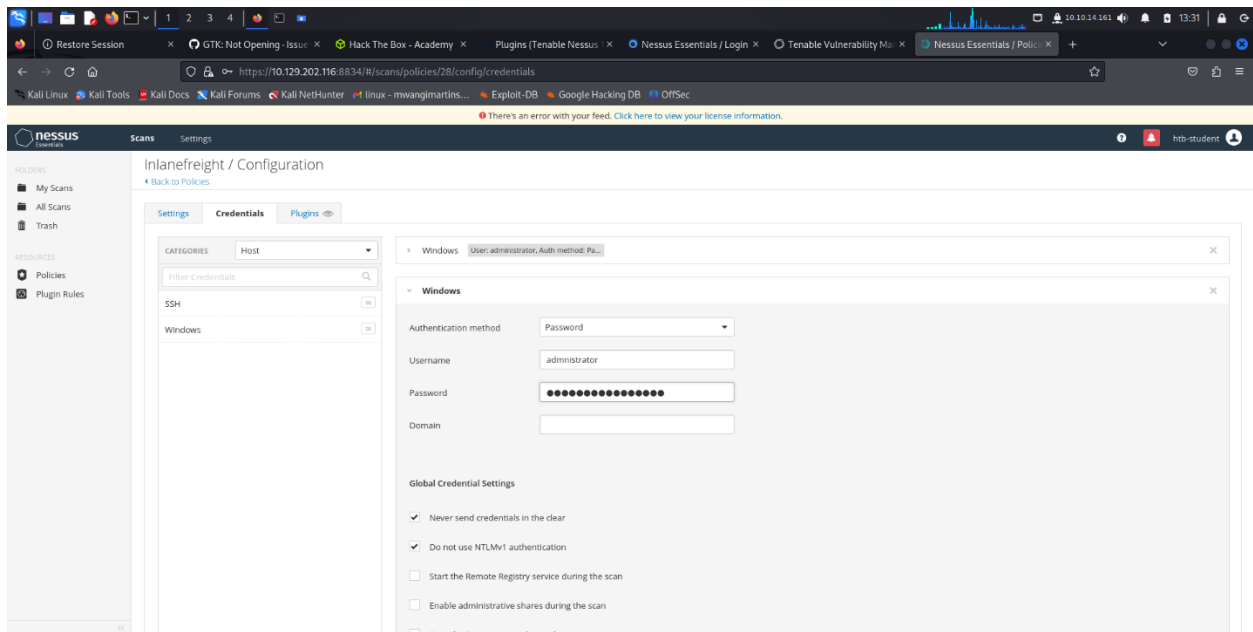 1 2 3 4 10.10.14.161 13:31
Restore Session GTK: Not Opening - Issue Hack The Box - Academy Plugins (Tenable Nessus Nessus Essentials / Login Tenable Vulnerability Ma Nessus Essentials / Polici
https://10.129.202.116:8834/#/scans/policies/28/config/credentials
Kali Linux Kali Tools Kali Docs Kali Forums Kali NetHunter linux - mwangimartins... Exploit-DB Google Hacking DB OffSec
There's an error with your feed. Click here to view your license information.
nessus Essentials Scans Settings htb-student
Inlanefreight / Configuration
Back to Policies
FOLDERS
My Scans
All Scans
Trash
RESOURCES
Policies
Plugin Rules
Settings Credentials Plugins
CATEGORIES Host
Filter Credentials
SSH ∞
Windows ∞
Windows User: administrator, Auth method: Pa...
Windows
Authentication method Password
Username admnistrator
Password
Domain
Global Credential Settings
Never send credentials in the clear
Do not use NTLMv1 authentication
Start the Remote Registry service during the scan
Enable administrative shares during the scan